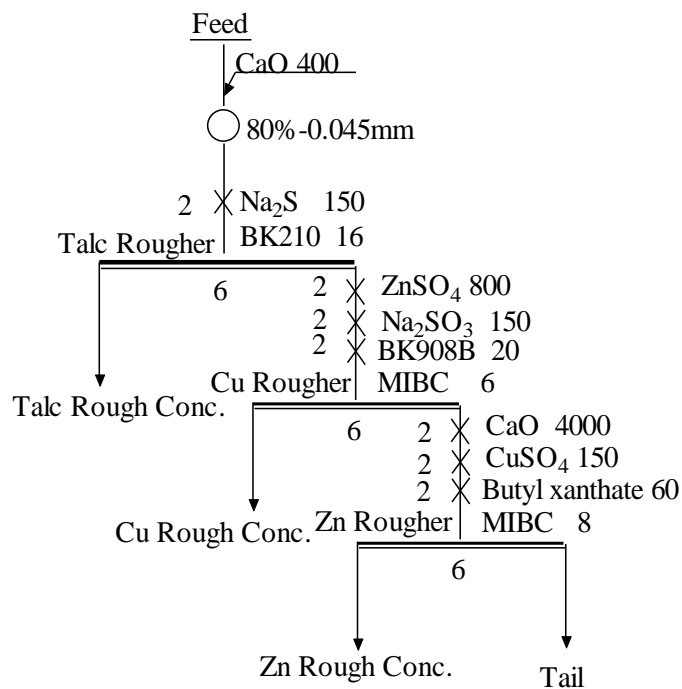 Feed
CaO 400
80%-0.045mm
2 Na₂S 150
BK210 16
Talc Rougher
6
2 ZnSO₄ 800
2 Na₂SO₃ 150
2 BK908B 20
Cu Rougher MIBC 6
Talc Rough Conc.
6
2 CaO 4000
2 CuSO₄ 150
2 Butyl xanthate 60
Cu Rough Conc.
Zn Rougher MIBC 8
6
Zn Rough Conc.
Tail